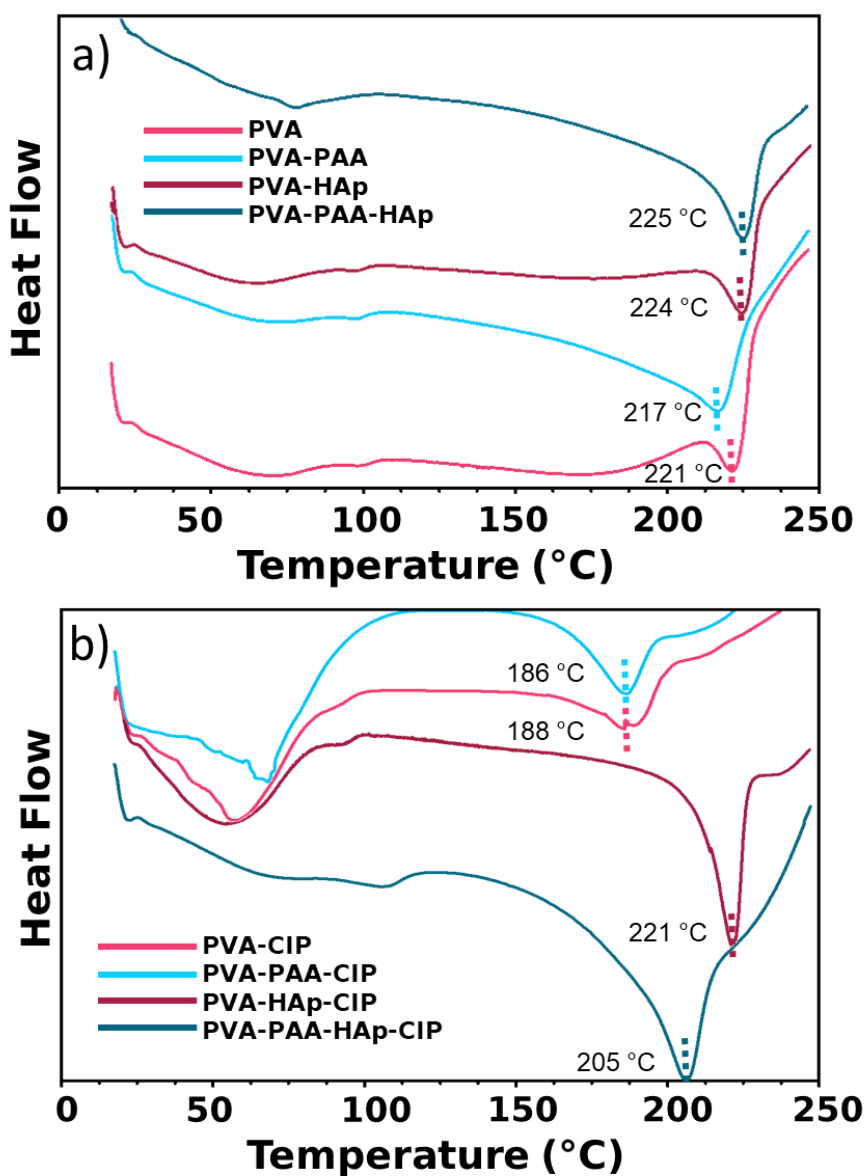 a)
Heat Flow
PVA
PVA-PAA
PVA-HAp
PVA-PAA-HAp
225 °C
224 °C
217 °C
221 °C
0 50 100 150 200 250
Temperature (°C)
b)
Heat Flow
186 °C
188 °C
221 °C
205 °C
PVA-CIP
PVA-PAA-CIP
PVA-HAp-CIP
PVA-PAA-HAp-CIP
0 50 100 150 200 250
Temperature (°C)